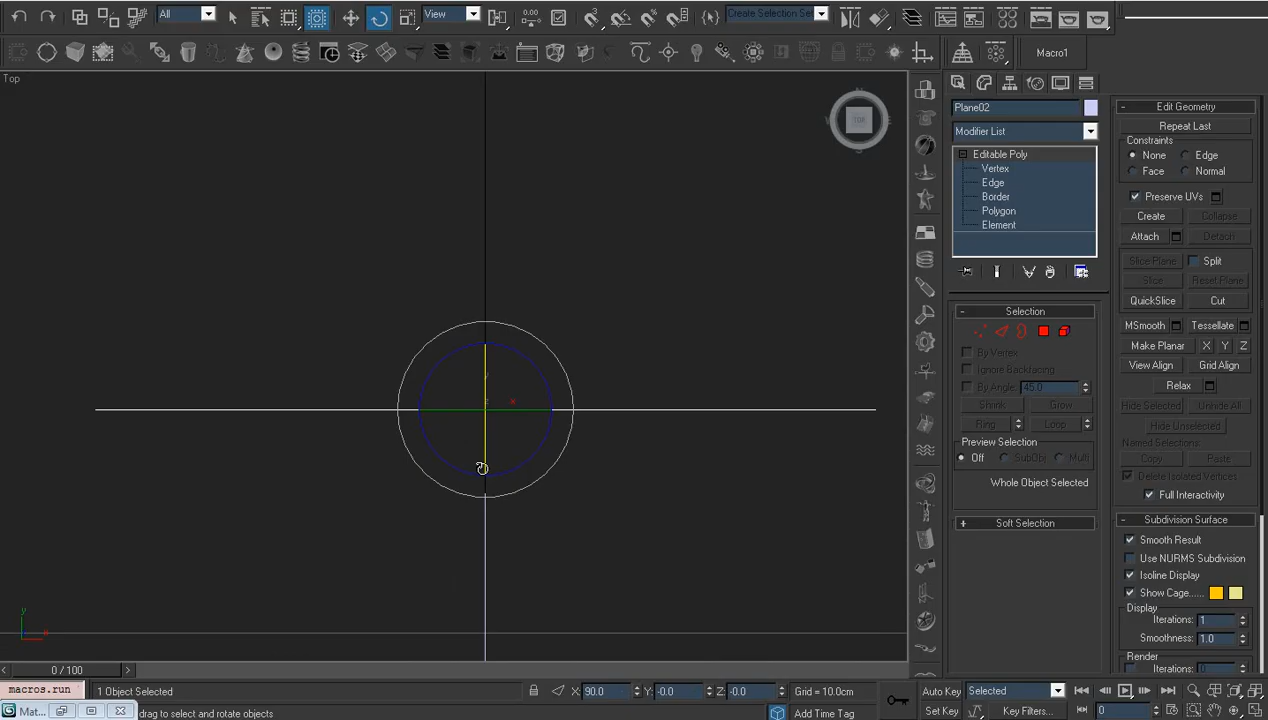 All
View
Create Selection Set
Macro1
Top
TOP
Plane02
Modifier List
Editable Poly
Vertex
Edge
Border
Polygon
Element
Selection
By Vertex
Ignore Backfacing
By Angle: 45.0
Shrink Grow
Ring Loop
Preview Selection
Off SubObj Multi
Whole Object Selected
Soft Selection
Edit Geometry
Repeat Last
Constraints
None Edge
Face Normal
Preserve UVs
Create Collapse
Attach Detach
Slice Plane Split
Slice Reset Plane
QuickSlice Cut
MSmooth Tessellate
Make Planar X Y Z
View Align Grid Align
Relax
Hide Selected Unhide All
Hide Unselected
Named Selections:
Copy Paste
Delete Isolated Vertices
Full Interactivity
Subdivision Surface
Smooth Result
Use NURMS Subdivision
Isoline Display
Show Cage......
Display
Iterations: 1
Smoothness: 1.0
Render
Iterations: 0
y
x
x
y
0 / 100
macros.run
1 Object Selected
X: 90.0 Y: -0.0 Z: -0.0 Grid = 10.0cm
Auto Key Selected
Mat...
drag to select and rotate objects
Add Time Tag
Set Key Key Filters... 0